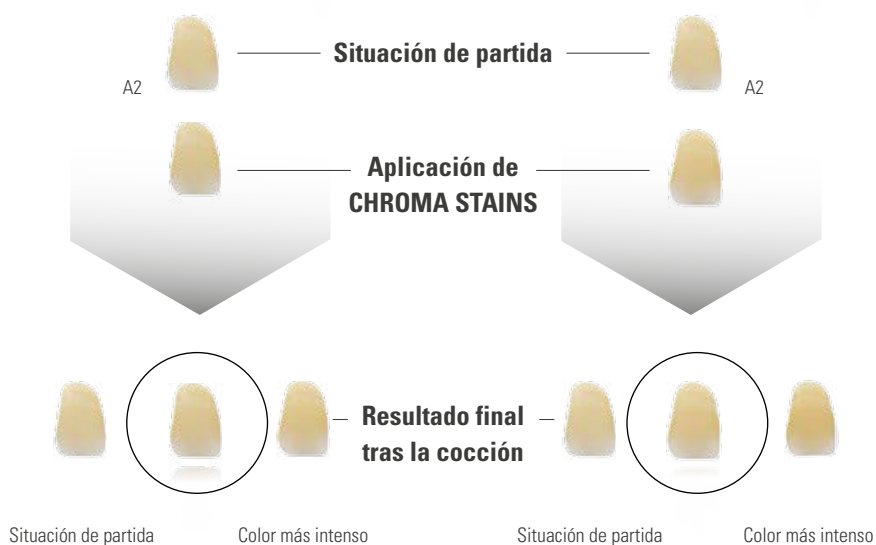 Situación de partida
A2
A2
Aplicación de
CHROMA STAINS
Resultado final
tras la cocción
Situación de partida
Color más intenso
Situación de partida
Color más intenso